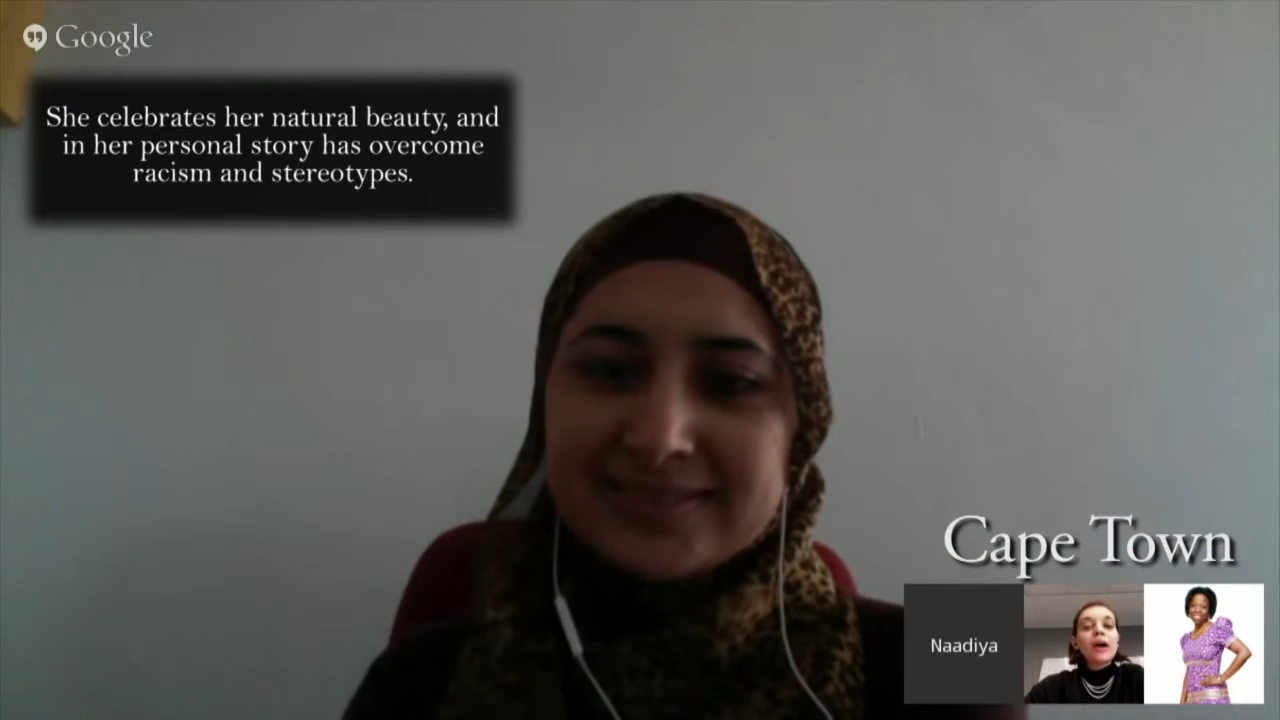 Google
She celebrates her natural beauty, and
in her personal story has overcome
racism and stereotypes.
Cape Town
Naadiya